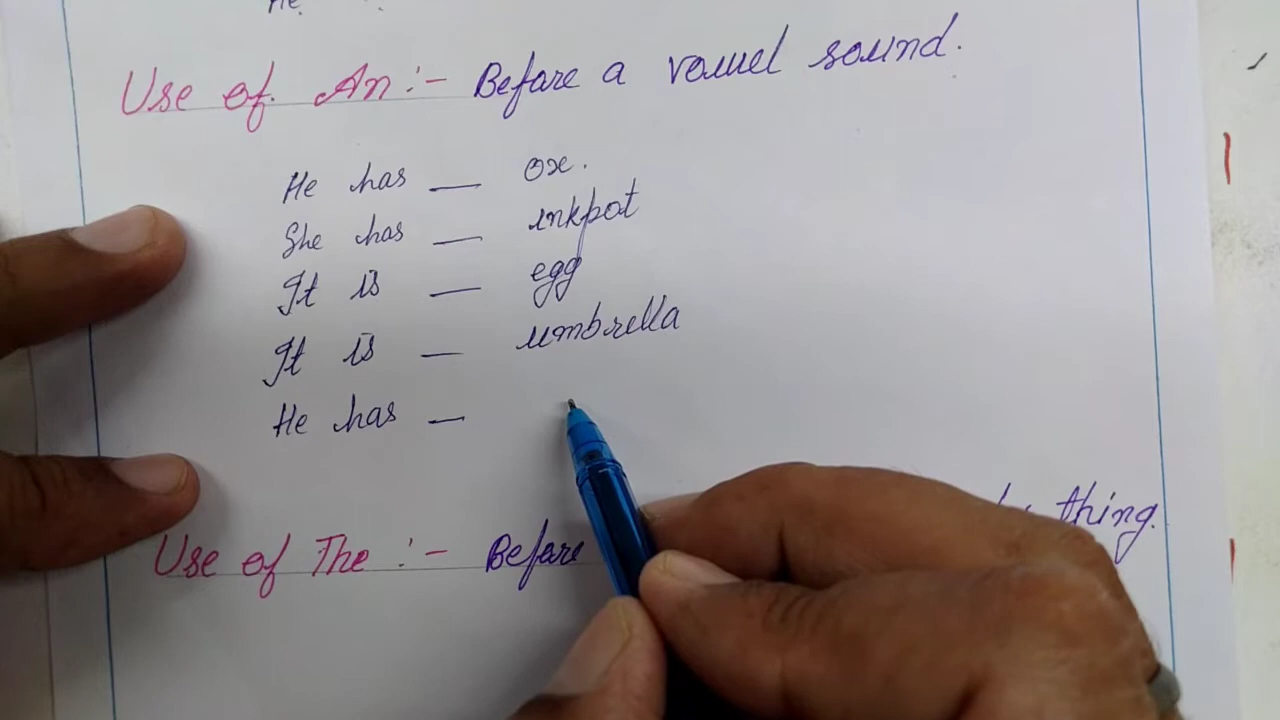 He.
Use of An :- Before a vowel sound.
He has — ox.
She has — inkpot
It is — egg
It is — umbrella
He has —
Use of The :- Before thing.